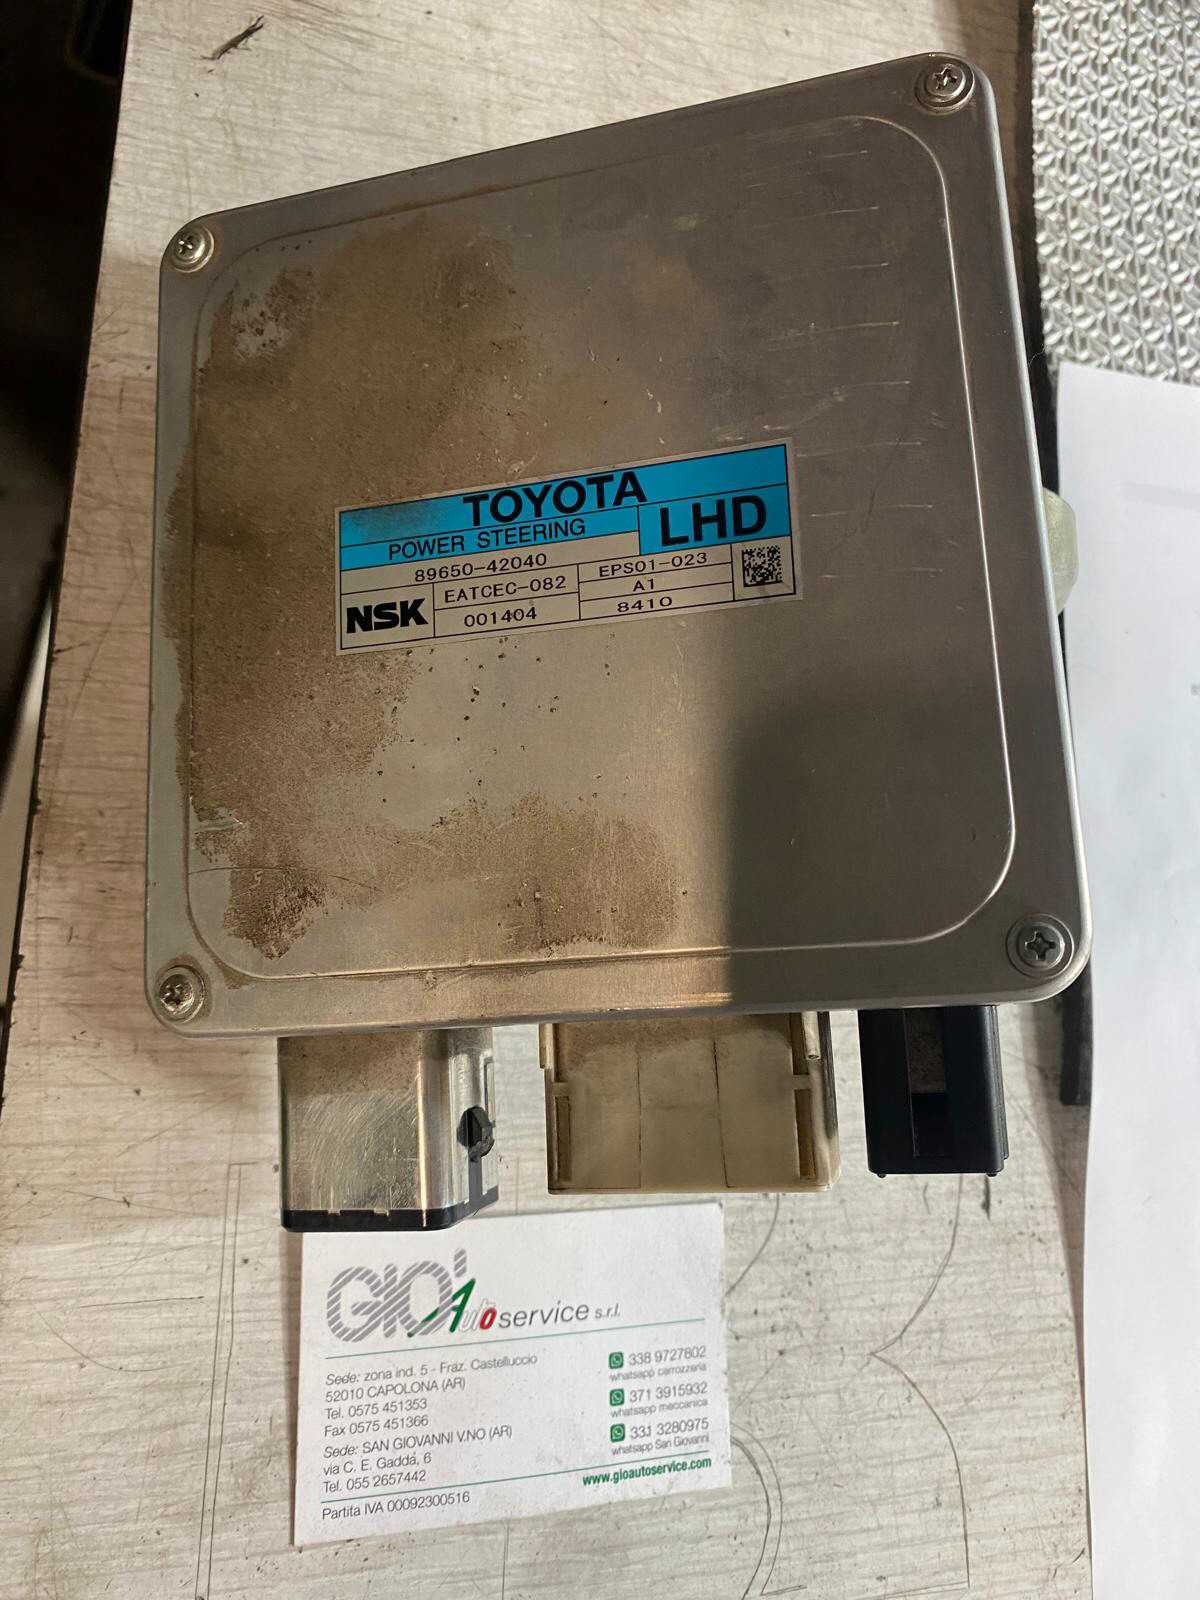 TOYOTA
POWER STEERING
LHD
89650-42040
NSK
EATCEC-082
EPS01-023
A1
001404
8410
GIO' Auto service s.r.l.
Sede: zona ind. 5 - Fraz. Castelluccio
52010 CAPOLONA (AR)
Tel. 0575 451353
Fax 0575 451366
Sede: SAN GIOVANNI V.NO (AR)
via C. E. Gadda, 6
Tel. 055 2657442
Partita IVA 00092300516
338 9727802
whatsapp carrozzeria
371 3915932
whatsapp meccanica
331 3280975
whatsapp San Giovanni
www.gioautoservice.com